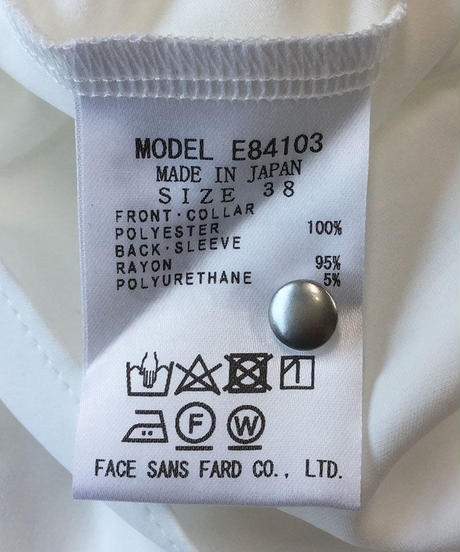 MODEL E84103
MADE IN JAPAN
SIZE 38
FRONT·COLLAR
POLYESTER 100%
BACK·SLEEVE
RAYON 95%
POLYURETHANE 5%
F W
FACE SANS FARD CO., LTD.